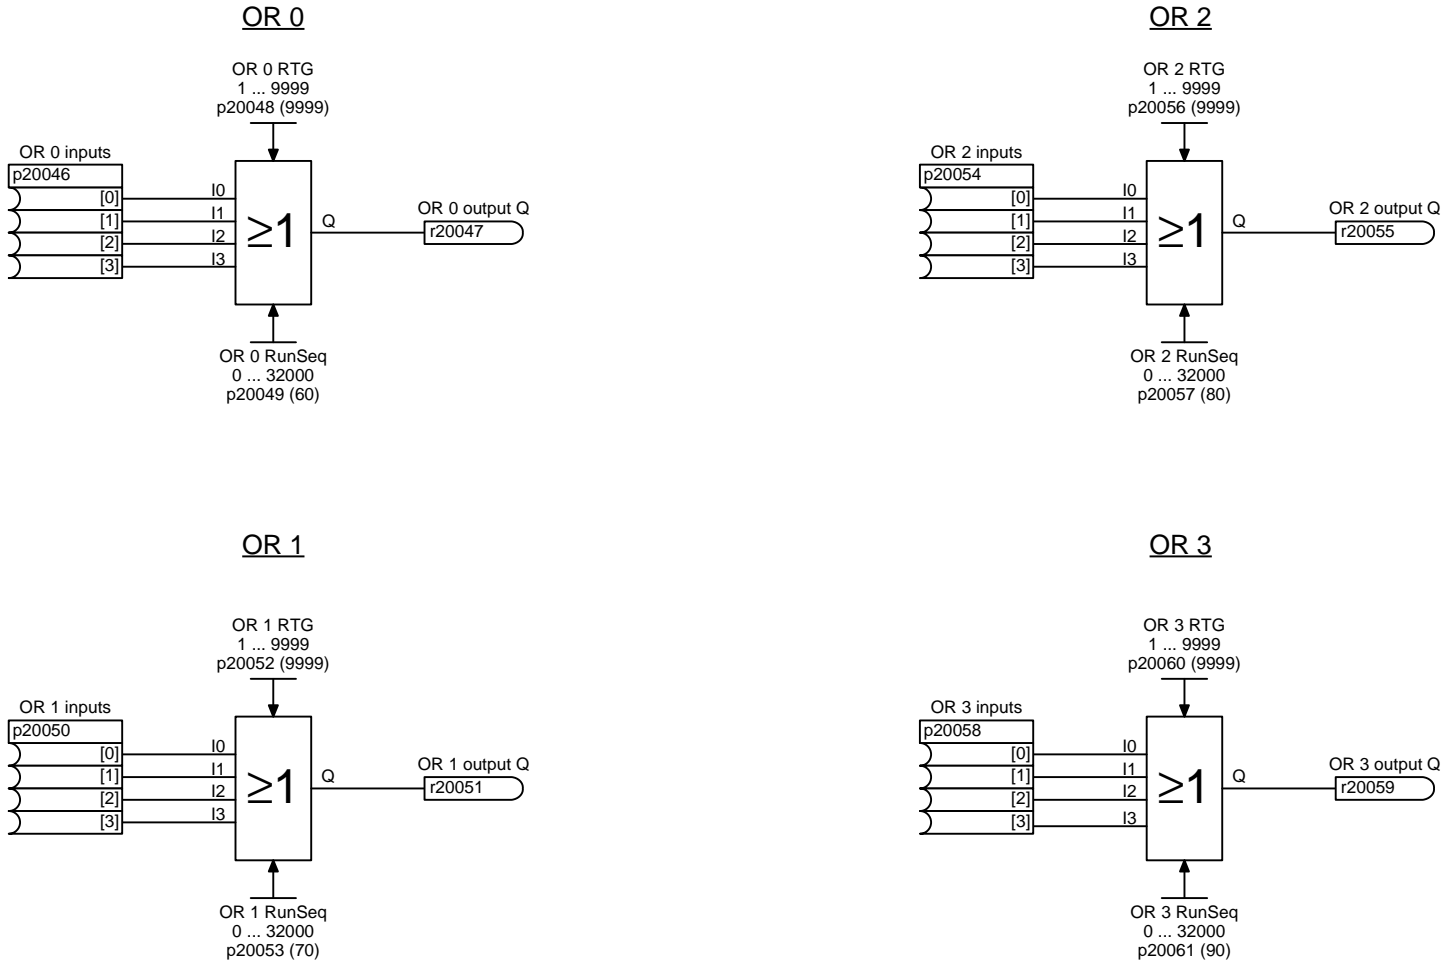 OR 0
OR 0 RTG
1 ... 9999
p20048 (9999)
OR 0 inputs
p20046
[0]
[1]
[2]
[3]
I0
I1
I2
I3
≥1
Q
OR 0 output Q
r20047
OR 0 RunSeq
0 ... 32000
p20049 (60)
OR 2
OR 2 RTG
1 ... 9999
p20056 (9999)
OR 2 inputs
p20054
[0]
[1]
[2]
[3]
I0
I1
I2
I3
≥1
Q
OR 2 output Q
r20055
OR 2 RunSeq
0 ... 32000
p20057 (80)
OR 1
OR 1 RTG
1 ... 9999
p20052 (9999)
OR 1 inputs
p20050
[0]
[1]
[2]
[3]
I0
I1
I2
I3
≥1
Q
OR 1 output Q
r20051
OR 1 RunSeq
0 ... 32000
p20053 (70)
OR 3
OR 3 RTG
1 ... 9999
p20060 (9999)
OR 3 inputs
p20058
[0]
[1]
[2]
[3]
I0
I1
I2
I3
≥1
Q
OR 3 output Q
r20059
OR 3 RunSeq
0 ... 32000
p20061 (90)